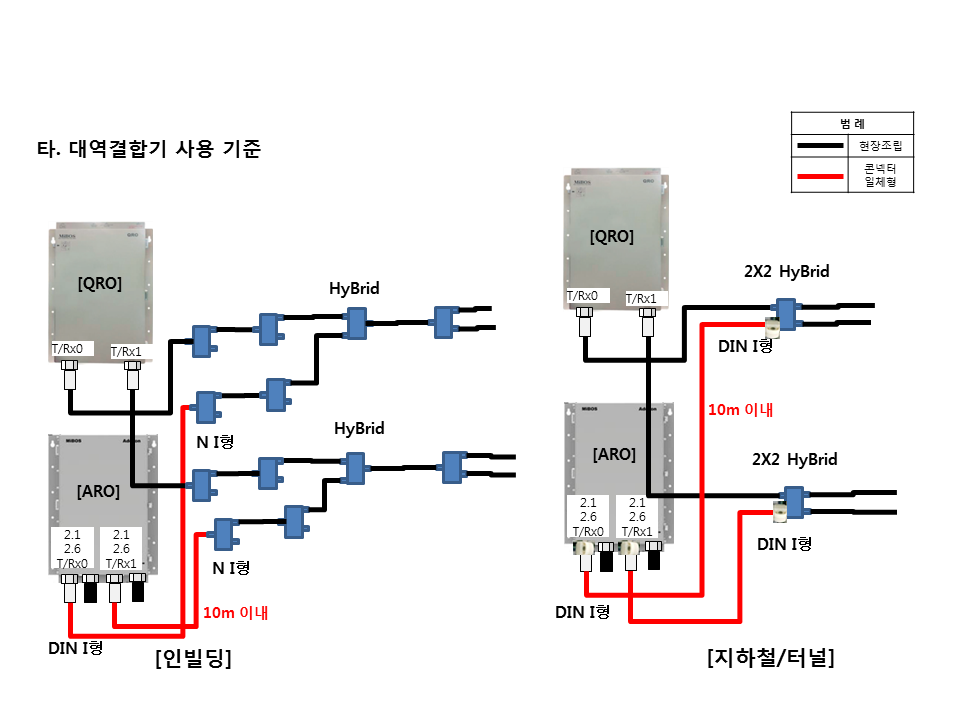 타. 대역결합기 사용 기준
범 례
현장조립
콘넥터
일체형
[QRO]
T/Rx0
T/Rx1
HyBrid
N I형
HyBrid
WiBOS
[ARO]
2.1
2.6
T/Rx0
2.1
2.6
T/Rx1
N I형
10m 이내
DIN I형
[인빌딩]
QRO
[QRO]
T/Rx0
T/Rx1
2X2 HyBrid
DIN I형
10m 이내
WiBOS
[ARO]
2.1
2.6
T/Rx0
2.1
2.6
T/Rx1
2X2 HyBrid
DIN I형
DIN I형
[지하철/터널]